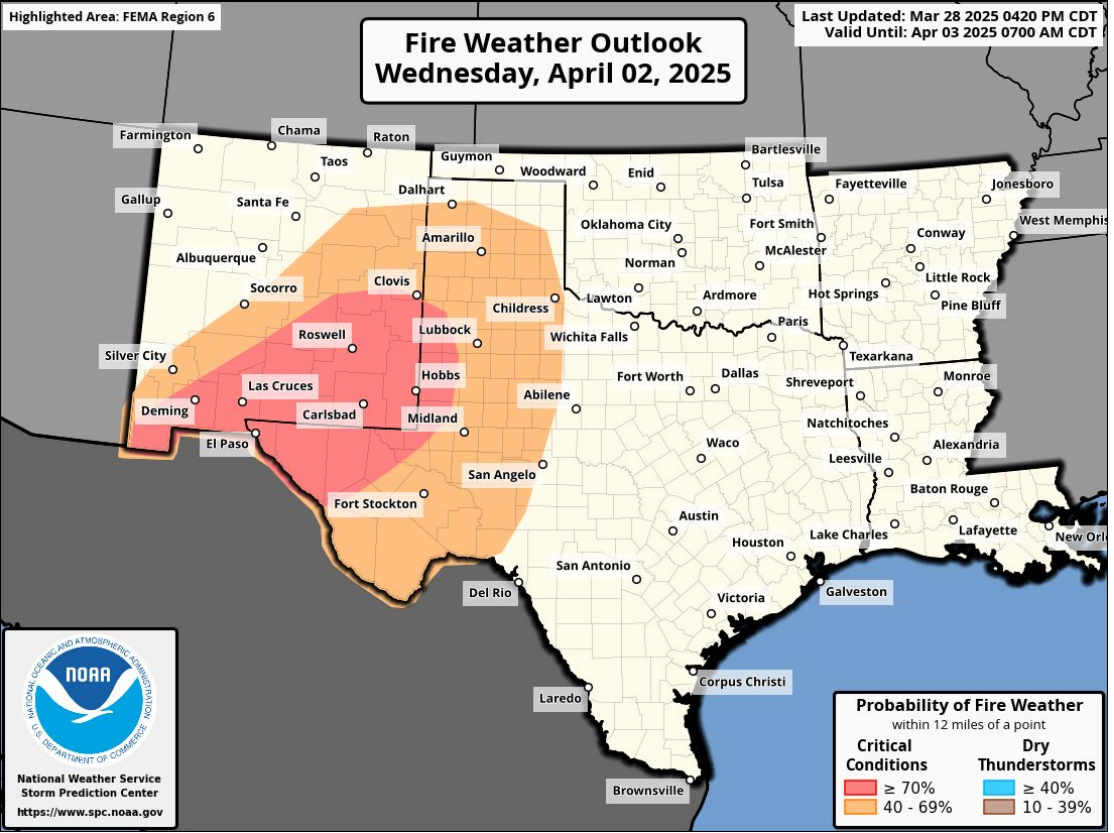 Highlighted Area: FEMA Region 6
Last Updated: Mar 28 2025 0420 PM CDT
Valid Until: Apr 03 2025 0700 AM CDT
Fire Weather Outlook
Wednesday, April 02, 2025
Farmington
Chama
Raton
Taos
Guymon
Woodward
Enid
Bartlesville
Tulsa
Fayetteville
Jonesboro
Gallup
Santa Fe
Dalhart
Oklahoma City
Fort Smith
West Memphis
Albuquerque
Amarillo
Norman
McAlester
Conway
Socorro
Clovis
Childress
Lawton
Ardmore
Hot Springs
Little Rock
Pine Bluff
Roswell
Lubbock
Wichita Falls
Paris
Silver City
Texarkana
Las Cruces
Hobbs
Fort Worth
Dallas
Shreveport
Monroe
Deming
Carlsbad
Midland
Abilene
Natchitoches
El Paso
Waco
Alexandria
Leesville
San Angelo
Baton Rouge
Fort Stockton
Austin
Houston
Lake Charles
Lafayette
New Orl
San Antonio
Del Rio
Victoria
Galveston
Laredo
Corpus Christi
Brownsville
NATIONAL OCEANIC AND ATMOSPHERIC ADMINISTRATION
NOAA
U.S. DEPARTMENT OF COMMERCE
National Weather Service
Storm Prediction Center
https://www.spc.noaa.gov
Probability of Fire Weather
within 12 miles of a point
Critical Conditions
≥ 70%
40 - 69%
Dry Thunderstorms
≥ 40%
10 - 39%